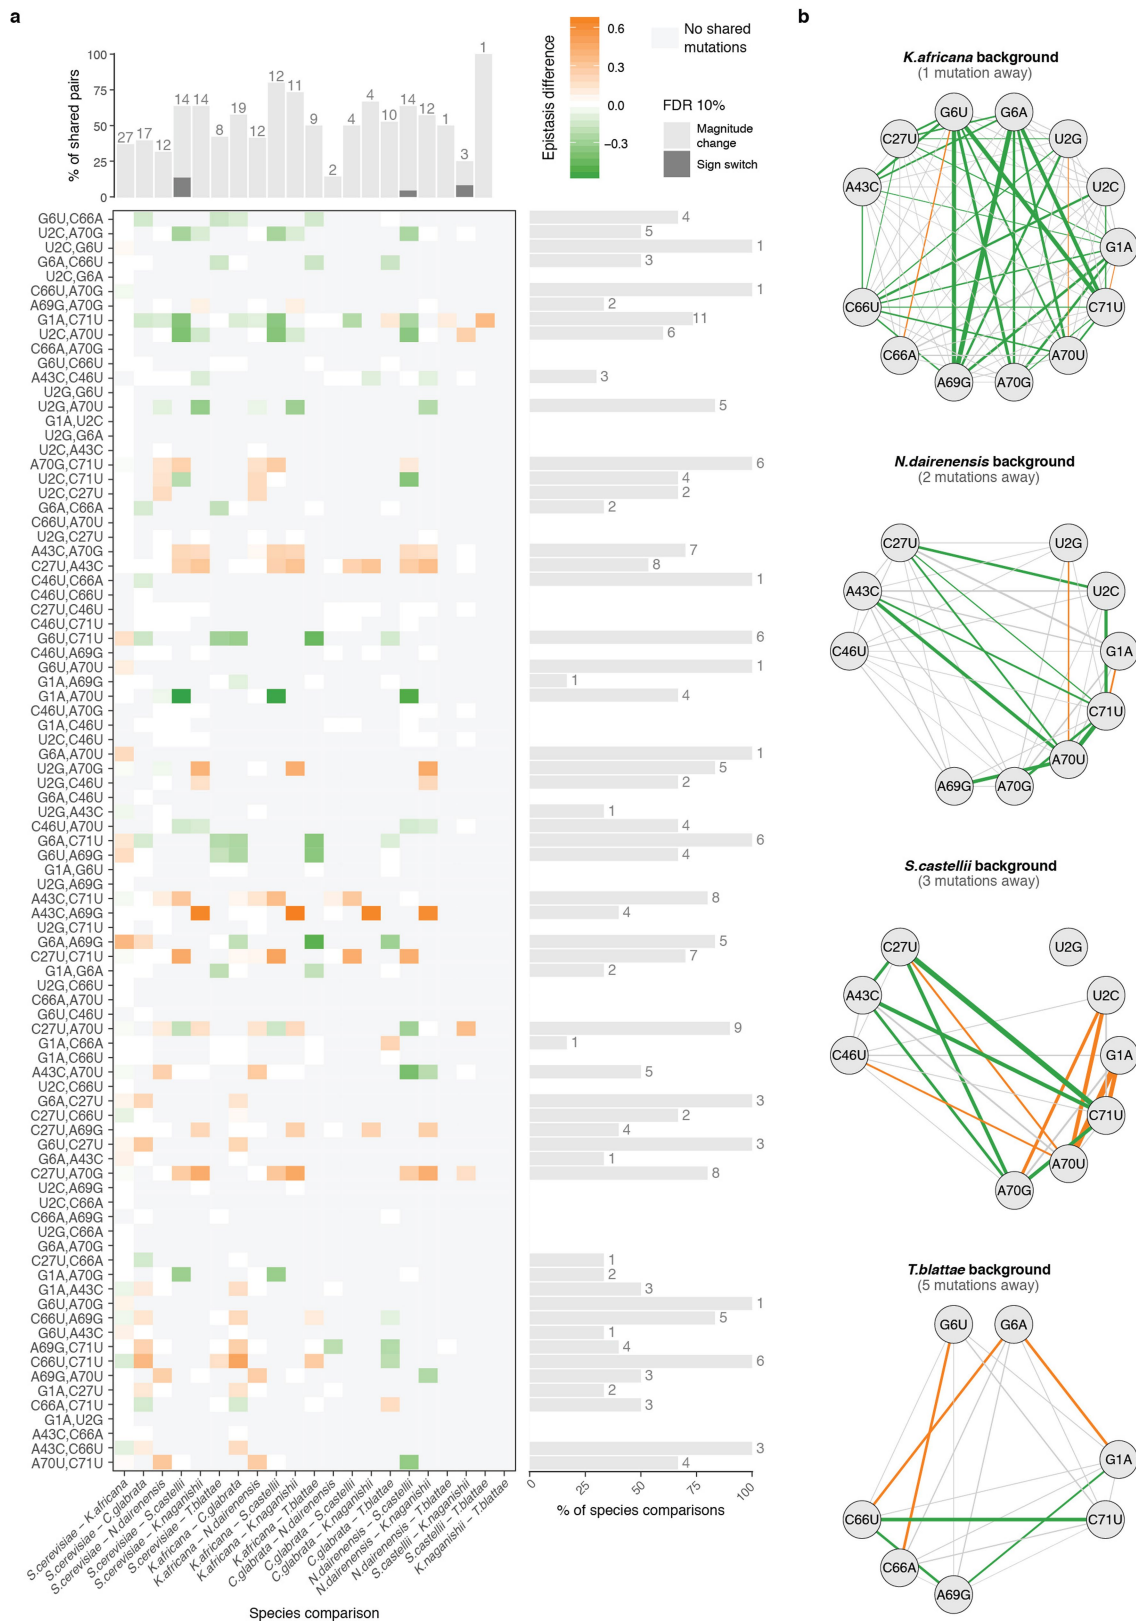 a
% of shared pairs
100
75
50
25
0
27
17
12
14
14
8
19
12
12
11
9
2
4
4
10
14
12
1
3
1
Epistasis difference
0.6
0.3
0.0
−0.3
No shared
mutations
FDR 10%
Magnitude
change
Sign switch
G6U,C66A
U2C,A70G
U2C,G6U
G6A,C66U
U2C,G6A
C66U,A70G
A69G,A70G
G1A,C71U
U2C,A70U
C66A,A70G
G6U,C66U
A43C,C46U
U2G,G6U
U2G,A70U
G1A,U2C
U2G,G6A
U2C,A43C
A70G,C71U
U2C,C71U
U2C,C27U
G6A,C66A
C66U,A70U
U2G,C27U
A43C,A70G
C27U,A43C
C46U,C66A
C46U,C66U
C27U,C46U
C46U,C71U
G6U,C71U
C46U,A69G
G6U,A70U
G1A,A69G
G1A,A70U
C46U,A70G
G1A,C46U
U2C,C46U
G6A,A70U
U2G,A70G
U2G,C46U
G6A,C46U
U2G,A43C
C46U,A70U
G6A,C71U
G6U,A69G
G1A,G6U
U2G,A69G
A43C,C71U
A43C,A69G
U2G,C71U
G6A,A69G
C27U,C71U
G1A,G6A
U2G,C66U
C66A,A70U
G6U,C46U
C27U,A70U
G1A,C66A
G1A,C66U
A43C,A70U
U2C,C66U
G6A,C27U
C27U,C66U
C27U,A69G
G6U,C27U
G6A,A43C
C27U,A70G
U2C,A69G
U2C,C66A
C66A,A69G
U2G,C66A
G6A,A70G
C27U,C66A
G1A,A70G
G1A,A43C
G6U,A70G
C66U,A69G
G6U,A43C
A69G,C71U
C66U,C71U
A69G,A70U
G1A,C27U
C66A,C71U
G1A,U2G
A43C,C66A
A43C,C66U
A70U,C71U
4
5
1
3
1
2
11
6
3
5
6
4
2
2
7
8
1
6
1
1
4
1
5
2
1
4
6
4
8
4
5
7
2
9
1
5
3
2
4
3
1
8
1
2
3
1
5
1
4
6
3
2
3
3
4
0
25
50
75
100
% of species comparisons
S.cerevisiae – K.africana
S.cerevisiae – C.glabrata
S.cerevisiae – N.dairenensis
S.cerevisiae – S.castellii
S.cerevisiae – K.naganishii
S.cerevisiae – T.blattae
K.africana – C.glabrata
K.africana – N.dairenensis
K.africana – S.castellii
K.africana – K.naganishii
K.africana – T.blattae
C.glabrata – N.dairenensis
C.glabrata – S.castellii
C.glabrata – K.naganishii
C.glabrata – T.blattae
N.dairenensis – S.castellii
N.dairenensis – K.naganishii
N.dairenensis – T.blattae
S.castellii – K.naganishii
S.castellii – T.blattae
K.naganishii – T.blattae
Species comparison
b
K.africana background
(1 mutation away)
G6U
G6A
C27U
U2G
A43C
U2C
G1A
C66U
C71U
C66A
A70U
A69G
A70G
N.dairenensis background
(2 mutations away)
C27U
U2G
A43C
U2C
C46U
G1A
C71U
A70U
A69G
A70G
S.castellii background
(3 mutations away)
C27U
U2G
A43C
U2C
C46U
G1A
C71U
A70U
A70G
T.blattae background
(5 mutations away)
G6U
G6A
G1A
C66U
C71U
C66A
A69G